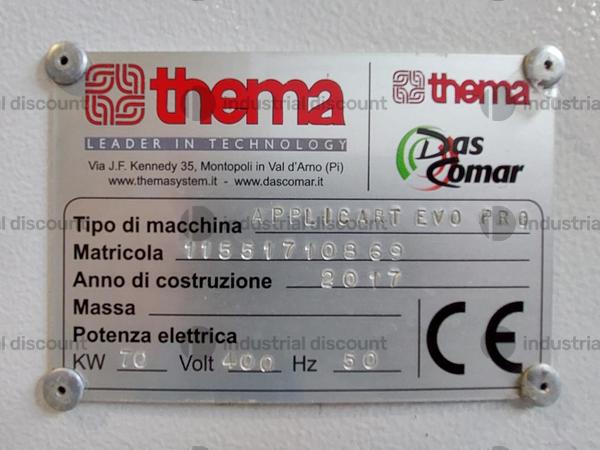 thema
thema
LEADER IN TECHNOLOGY
Das
Comar
Via J.F. Kennedy 35, Montopoli in Val d'Arno (Pi)
www.themasystem.it - www.dascomar.it
Tipo di macchina APPLICART EVO PRO
Matricola 11551710869
Anno di costruzione 2017
Massa
Potenza elettrica
KW 70 Volt 400 Hz 50
CE
industrial discount